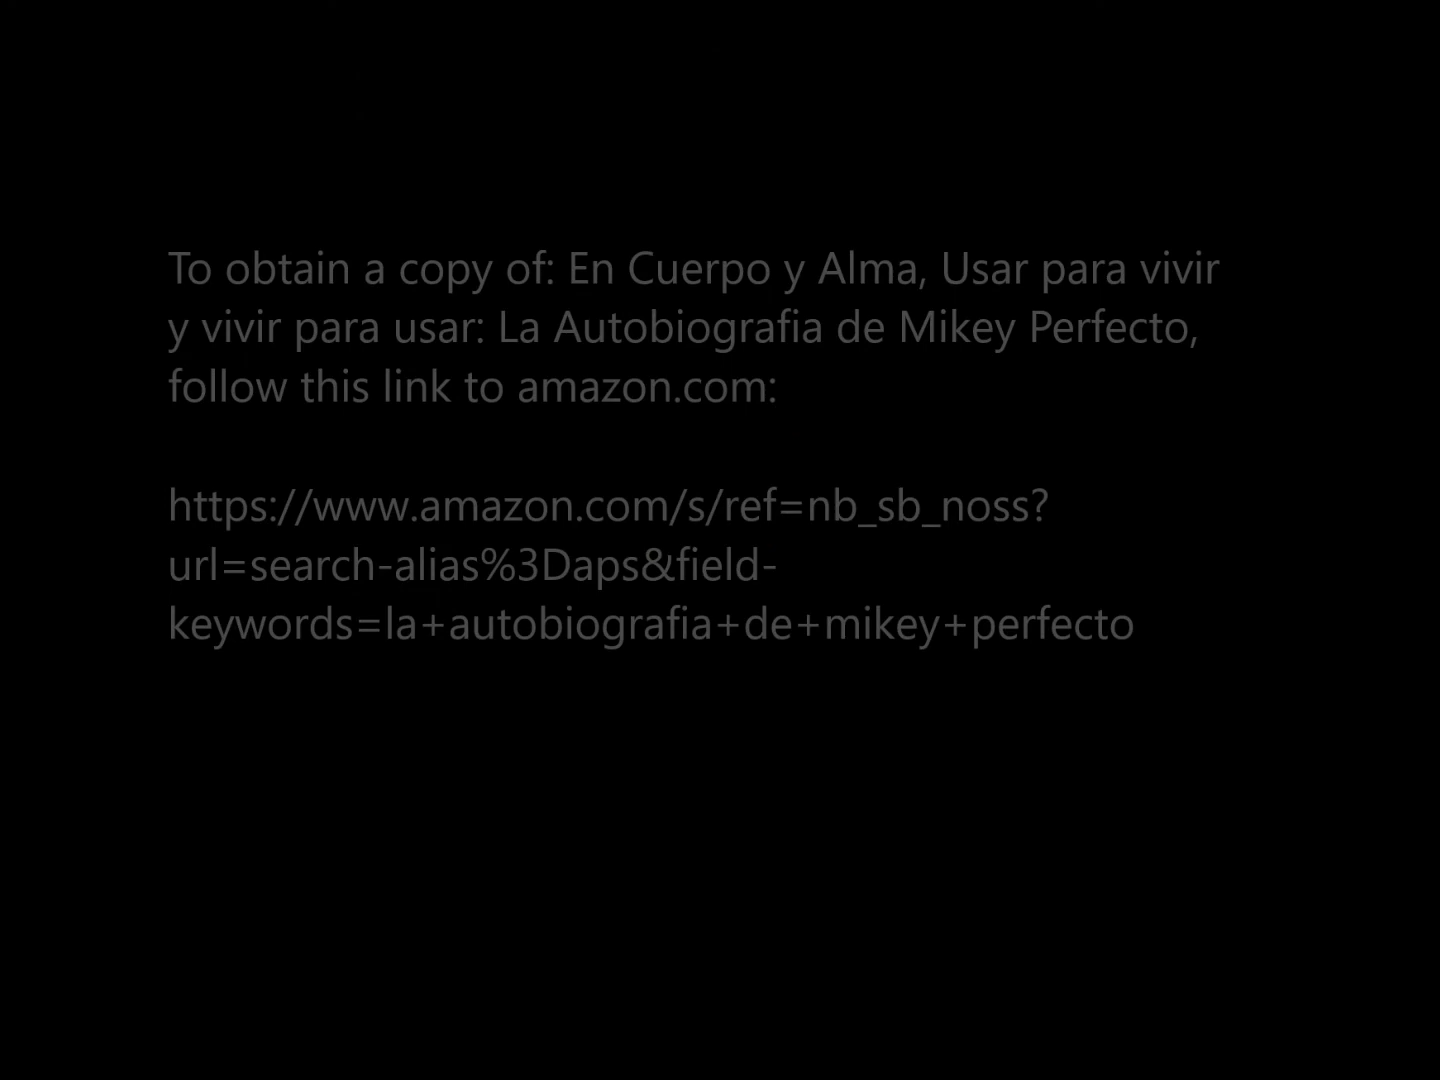 To obtain a copy of: En Cuerpo y Alma, Usar para vivir
y vivir para usar: La Autobiografia de Mikey Perfecto,
follow this link to amazon.com:
https://www.amazon.com/s/ref=nb_sb_noss?
url=search-alias%3Daps&field-
keywords=la+autobiografia+de+mikey+perfecto